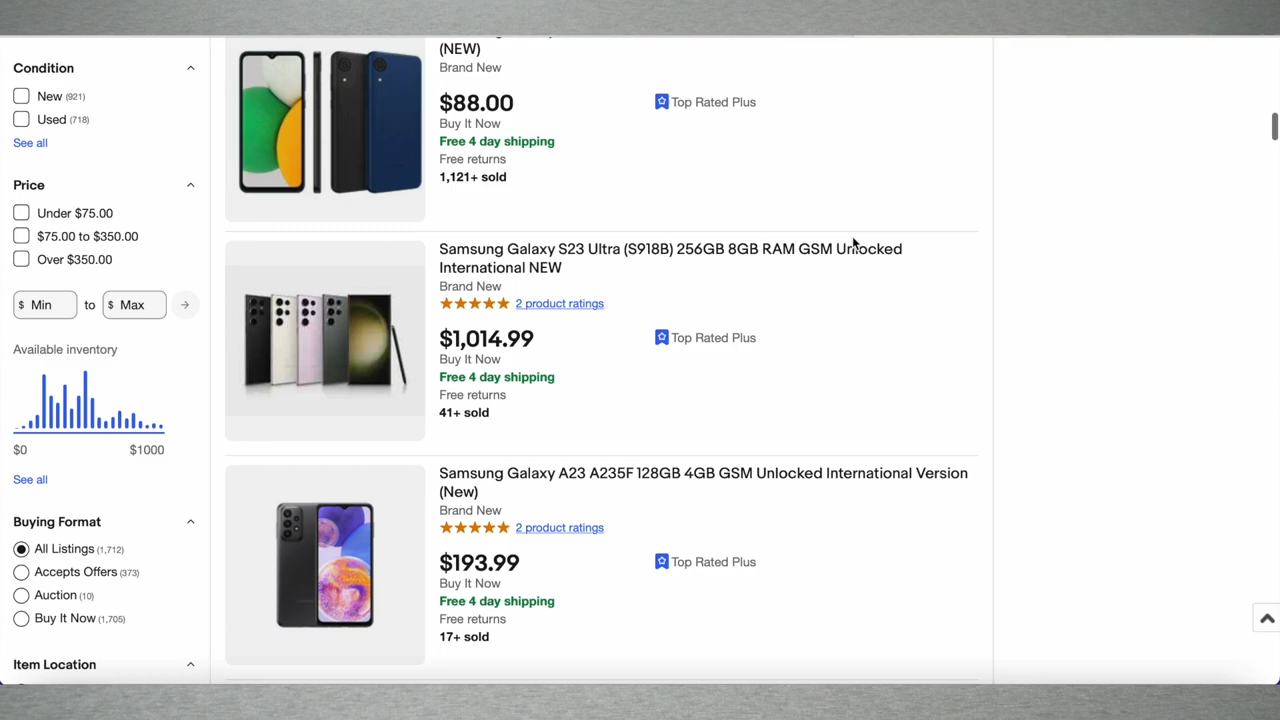 Condition
New (921)
Used (718)
See all
Price
Under $75.00
$75.00 to $350.00
Over $350.00
$ Min to $ Max
Available inventory
$0 $1000
See all
Buying Format
All Listings (1,712)
Accepts Offers (373)
Auction (10)
Buy It Now (1,705)
Item Location
(NEW)
Brand New
$88.00
Top Rated Plus
Buy It Now
Free 4 day shipping
Free returns
1,121+ sold
Samsung Galaxy S23 Ultra (S918B) 256GB 8GB RAM GSM Unlocked
International NEW
Brand New
2 product ratings
$1,014.99
Top Rated Plus
Buy It Now
Free 4 day shipping
Free returns
41+ sold
Samsung Galaxy A23 A235F 128GB 4GB GSM Unlocked International Version
(New)
Brand New
2 product ratings
$193.99
Top Rated Plus
Buy It Now
Free 4 day shipping
Free returns
17+ sold